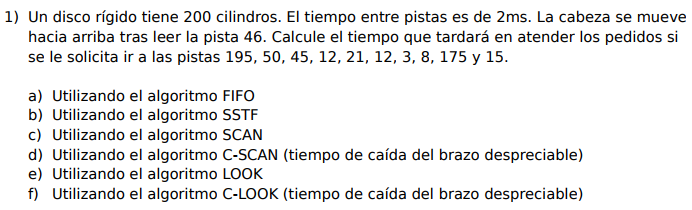 1) Un disco rígido tiene 200 cilindros. El tiempo entre pistas es de 2ms. La cabeza se mueve
hacia arriba tras leer la pista 46. Calcule el tiempo que tardará en atender los pedidos si
se le solicita ir a las pistas 195, 50, 45, 12, 21, 12, 3, 8, 175 y 15.
a) Utilizando el algoritmo FIFO
b) Utilizando el algoritmo SSTF
c) Utilizando el algoritmo SCAN
d) Utilizando el algoritmo C-SCAN (tiempo de caída del brazo despreciable)
e) Utilizando el algoritmo LOOK
f) Utilizando el algoritmo C-LOOK (tiempo de caída del brazo despreciable)